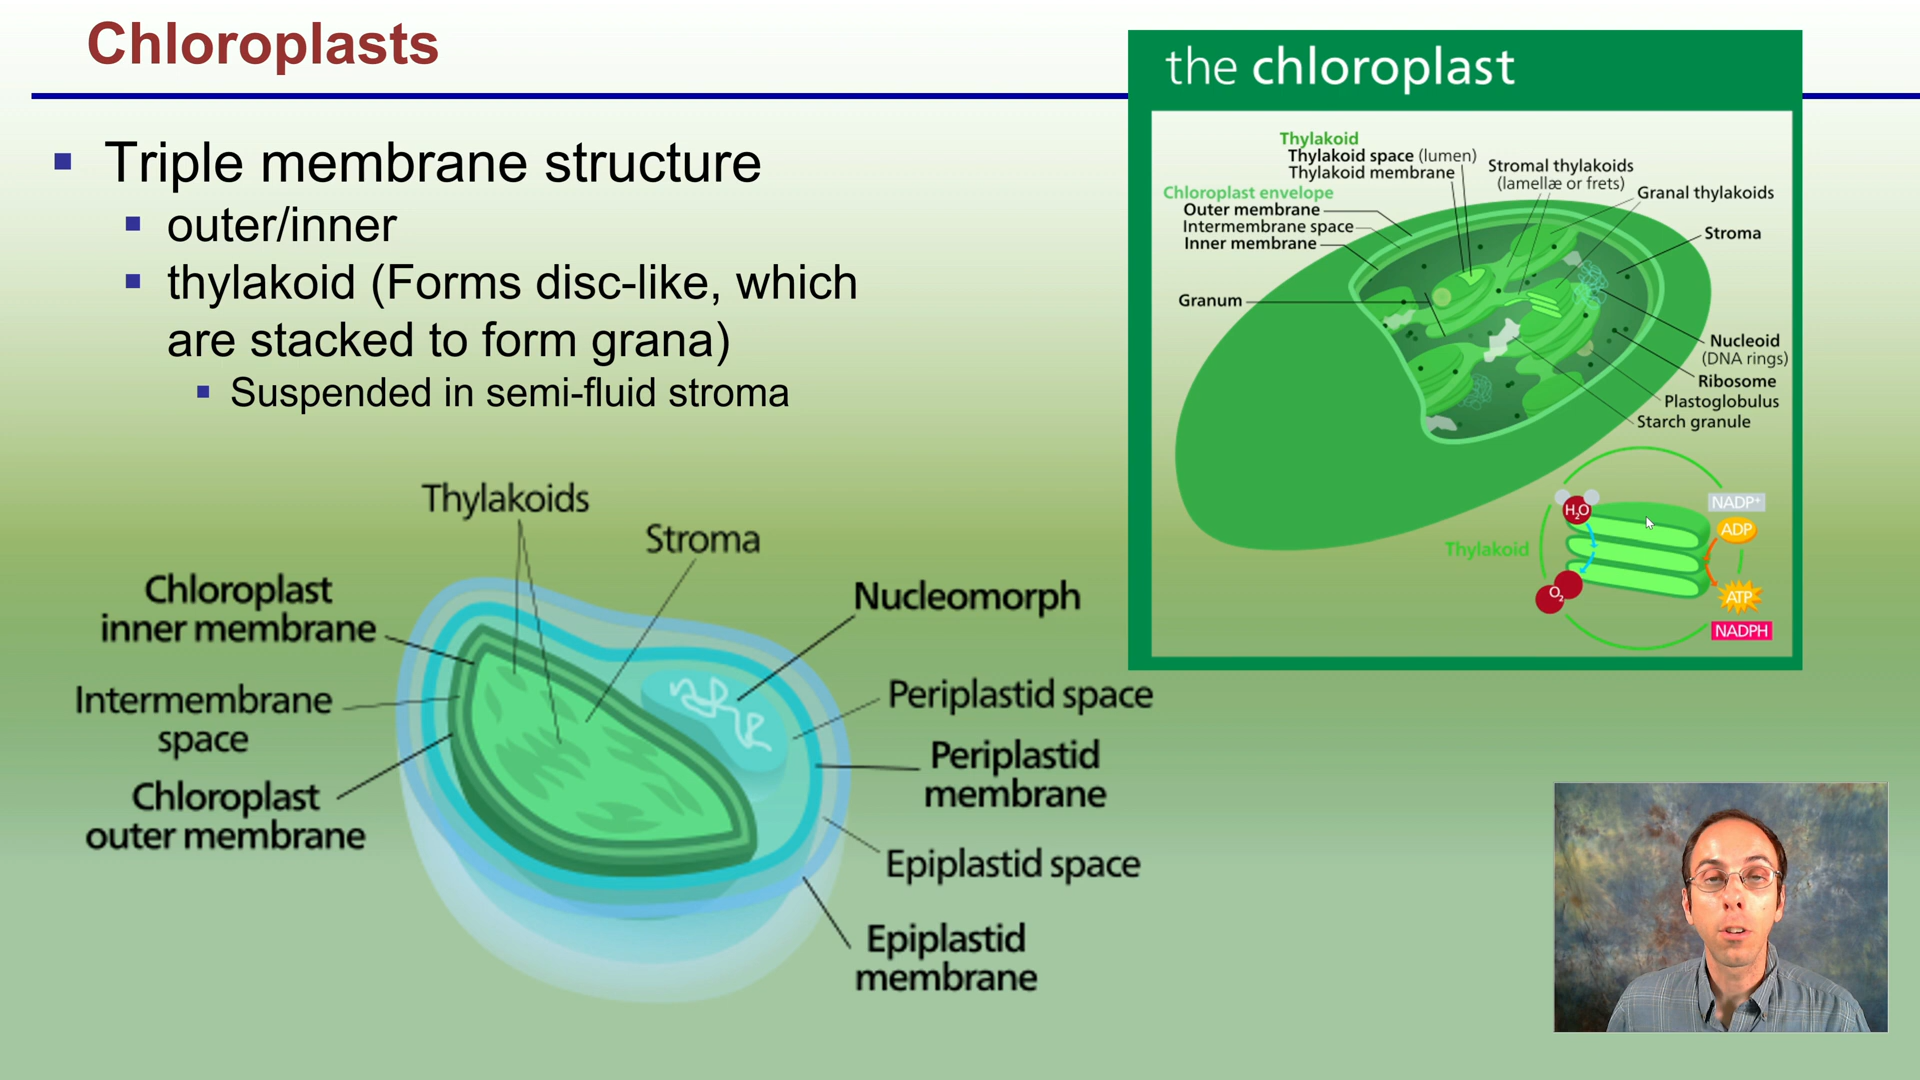 Chloroplasts
Triple membrane structure
outer/inner
thylakoid (Forms disc-like, which
are stacked to form grana)
Suspended in semi-fluid stroma
the chloroplast
Thylakoid
Thylakoid space (lumen)
Thylakoid membrane
Stromal thylakoids
(lamellæ or frets)
Granal thylakoids
Chloroplast envelope
Outer membrane
Intermembrane space
Inner membrane
Stroma
Granum
Nucleoid
(DNA rings)
Ribosome
Plastoglobulus
Starch granule
H₂O
NADP⁺
ADP
Thylakoid
O₂
ATP
NADPH
Thylakoids
Stroma
Chloroplast
inner membrane
Nucleomorph
Intermembrane
space
Periplastid space
Periplastid
membrane
Chloroplast
outer membrane
Epiplastid space
Epiplastid
membrane